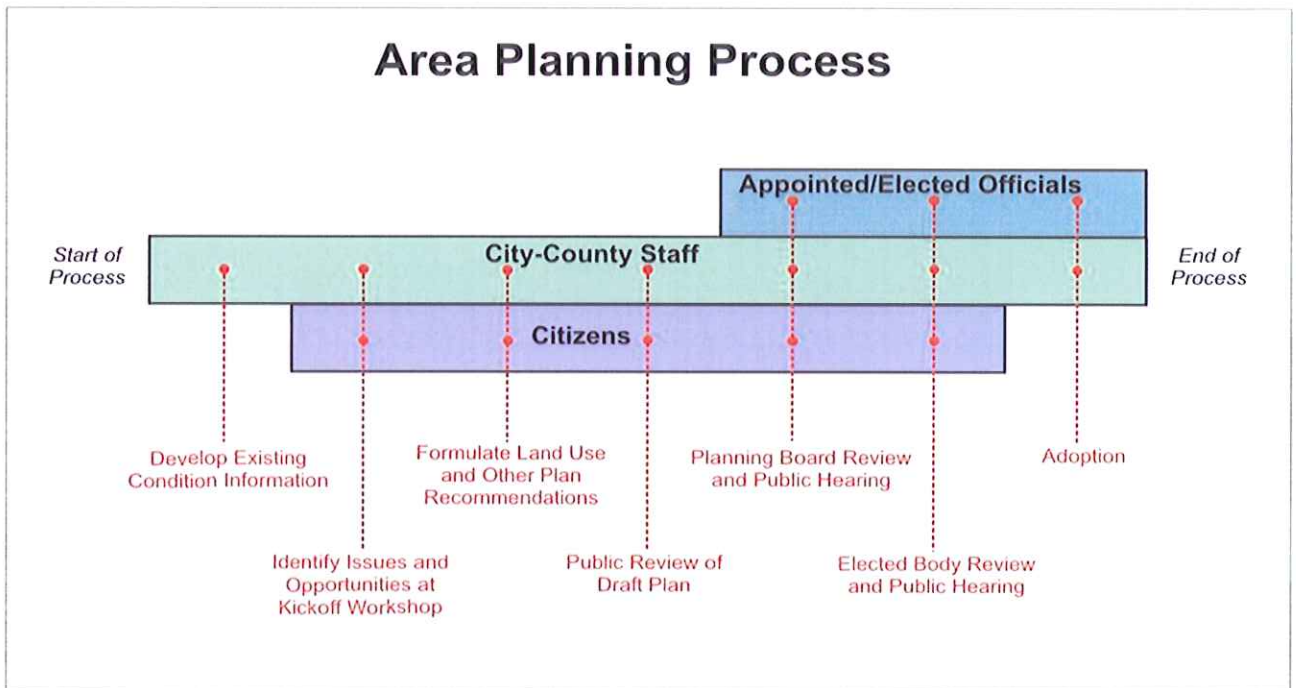 Area Planning Process
Appointed/Elected Officials
Start of
Process
City-County Staff
End of
Process
Citizens
Develop Existing
Condition Information
Formulate Land Use
and Other Plan
Recommendations
Planning Board Review
and Public Hearing
Adoption
Identify Issues and
Opportunities at
Kickoff Workshop
Public Review of
Draft Plan
Elected Body Review
and Public Hearing